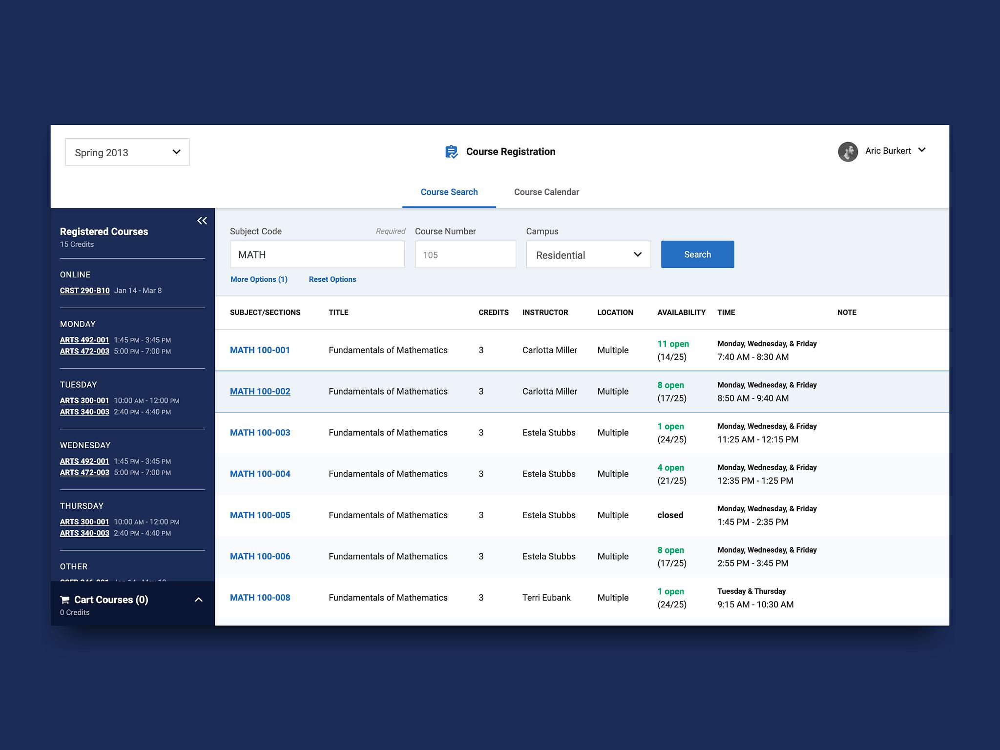 Spring 2013
Course Registration
Aric Burkert
Course Search
Course Calendar
Registered Courses
15 Credits
ONLINE
CRST 290-B10 Jan 14 - Mar 8
MONDAY
ARTS 492-001 1:45 PM - 3:45 PM
ARTS 472-003 5:00 PM - 7:00 PM
TUESDAY
ARTS 300-001 10:00 AM - 12:00 PM
ARTS 340-003 2:40 PM - 4:40 PM
WEDNESDAY
ARTS 492-001 1:45 PM - 3:45 PM
ARTS 472-003 5:00 PM - 7:00 PM
THURSDAY
ARTS 300-001 10:00 AM - 12:00 PM
ARTS 340-003 2:40 PM - 4:40 PM
OTHER
Cart Courses (0)
0 Credits
Subject Code Required
MATH
Course Number
105
Campus
Residential
Search
More Options (1) Reset Options
SUBJECT/SECTIONS TITLE CREDITS INSTRUCTOR LOCATION AVAILABILITY TIME NOTE
MATH 100-001 Fundamentals of Mathematics 3 Carlotta Miller Multiple 11 open Monday, Wednesday, & Friday
(14/25) 7:40 AM - 8:30 AM
MATH 100-002 Fundamentals of Mathematics 3 Carlotta Miller Multiple 8 open Monday, Wednesday, & Friday
(17/25) 8:50 AM - 9:40 AM
MATH 100-003 Fundamentals of Mathematics 3 Estela Stubbs Multiple 1 open Monday, Wednesday, & Friday
(24/25) 11:25 AM - 12:15 PM
MATH 100-004 Fundamentals of Mathematics 3 Estela Stubbs Multiple 4 open Monday, Wednesday, & Friday
(21/25) 12:35 PM - 1:25 PM
MATH 100-005 Fundamentals of Mathematics 3 Estela Stubbs Multiple closed Monday, Wednesday, & Friday
1:45 PM - 2:35 PM
MATH 100-006 Fundamentals of Mathematics 3 Estela Stubbs Multiple 8 open Monday, Wednesday, & Friday
(17/25) 2:55 PM - 3:45 PM
MATH 100-008 Fundamentals of Mathematics 3 Terri Eubank Multiple 1 open Tuesday & Thursday
(24/25) 9:15 AM - 10:30 AM